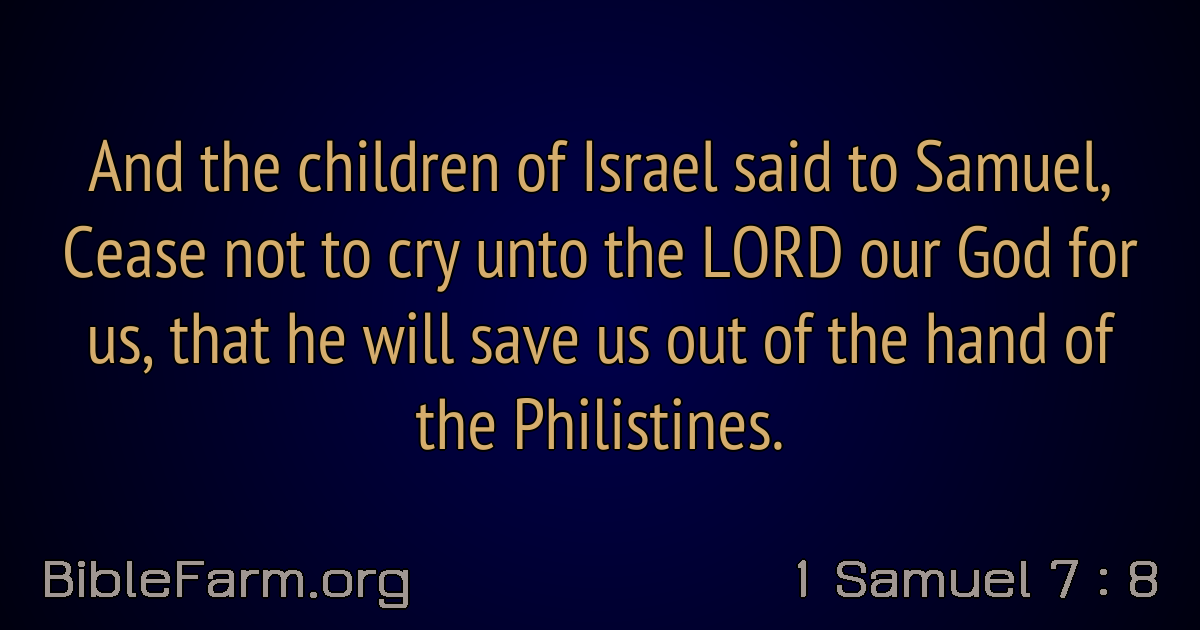 And the children of Israel said to Samuel,
Cease not to cry unto the LORD our God for
us, that he will save us out of the hand of
the Philistines.
BibleFarm.org
1 Samuel 7 : 8